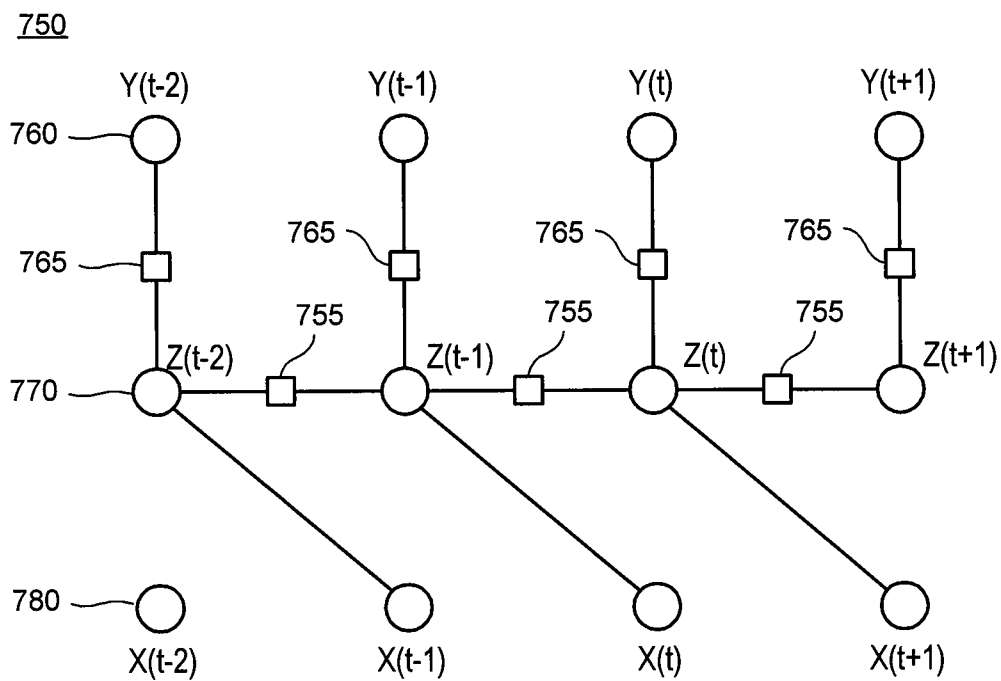 750
Y(t-2) Y(t-1) Y(t) Y(t+1)
760
765 765 765
765
755 755 755
Z(t-2) Z(t-1) Z(t) Z(t+1)
770
780
X(t-2) X(t-1) X(t) X(t+1)